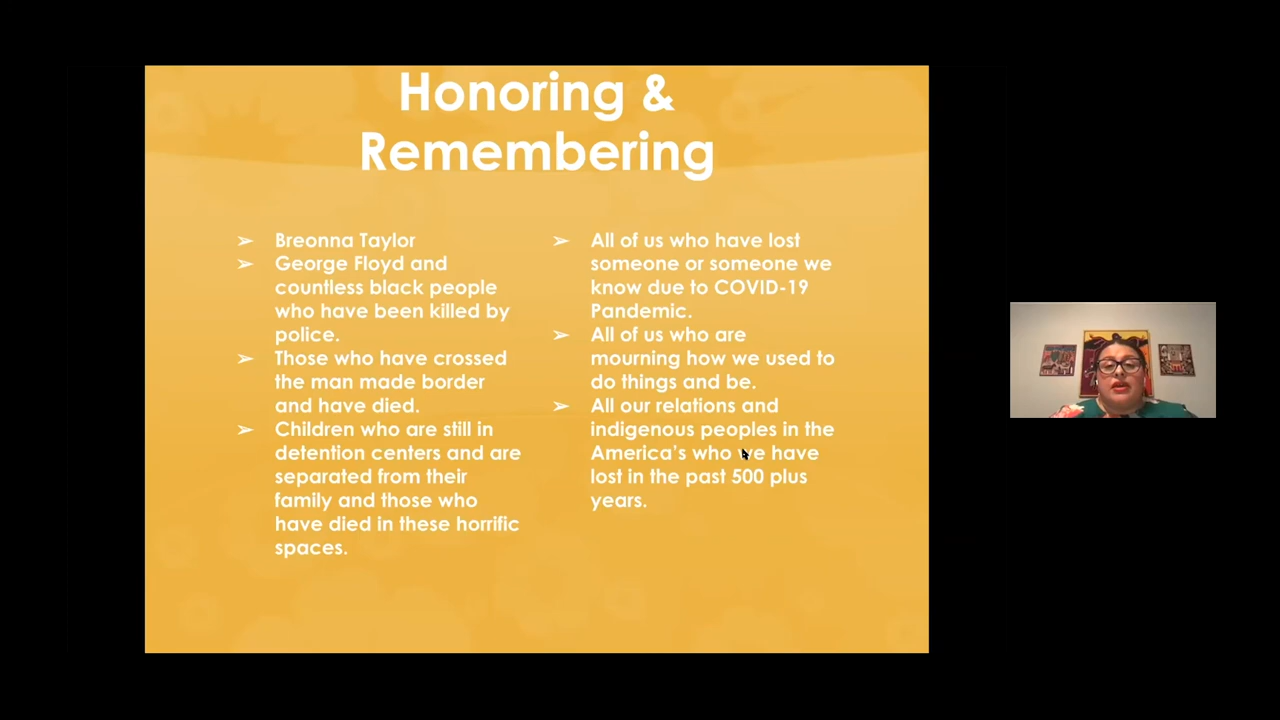 Honoring &
Remembering
➢ Breonna Taylor
➢ George Floyd and
countless black people
who have been killed by
police.
➢ Those who have crossed
the man made border
and have died.
➢ Children who are still in
detention centers and are
separated from their
family and those who
have died in these horrific
spaces.
➢ All of us who have lost
someone or someone we
know due to COVID-19
Pandemic.
➢ All of us who are
mourning how we used to
do things and be.
➢ All our relations and
indigenous peoples in the
America's who we have
lost in the past 500 plus
years.